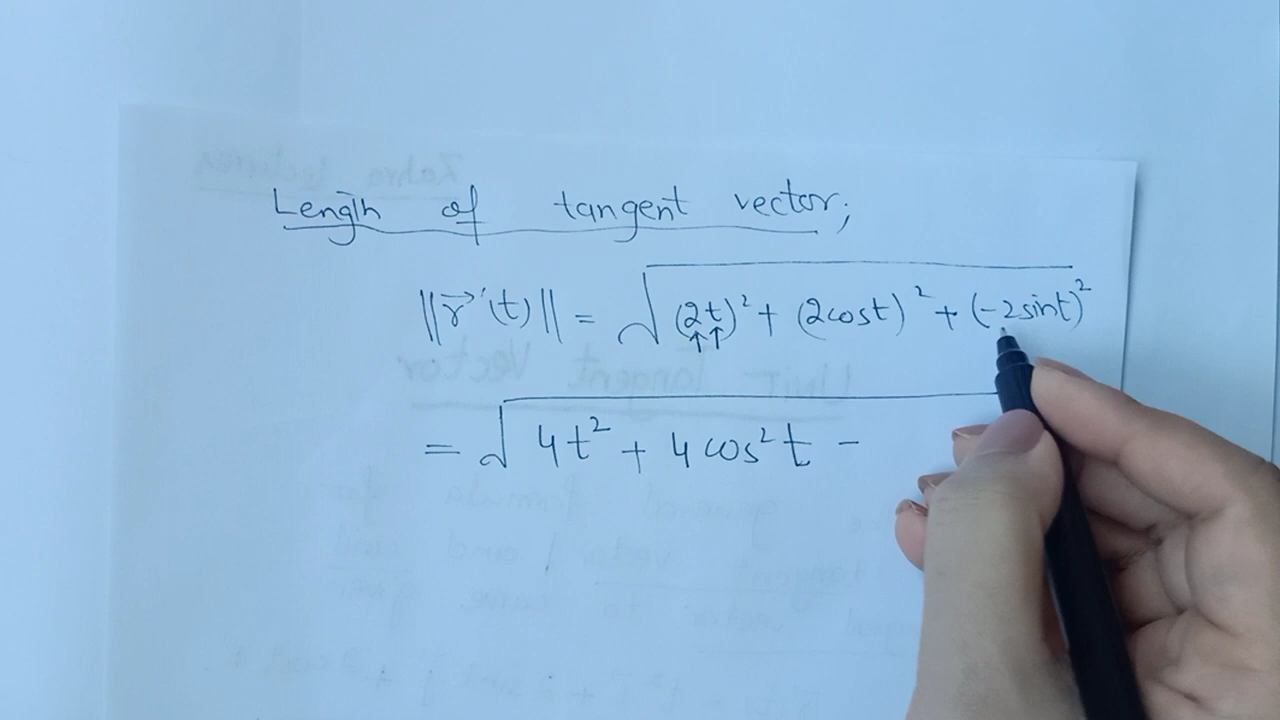 Length of tangent vector;
||r⃗'(t)|| = √((2t)² + (2cost)² + (-2sint)²)
= √(4t² + 4cos²t -